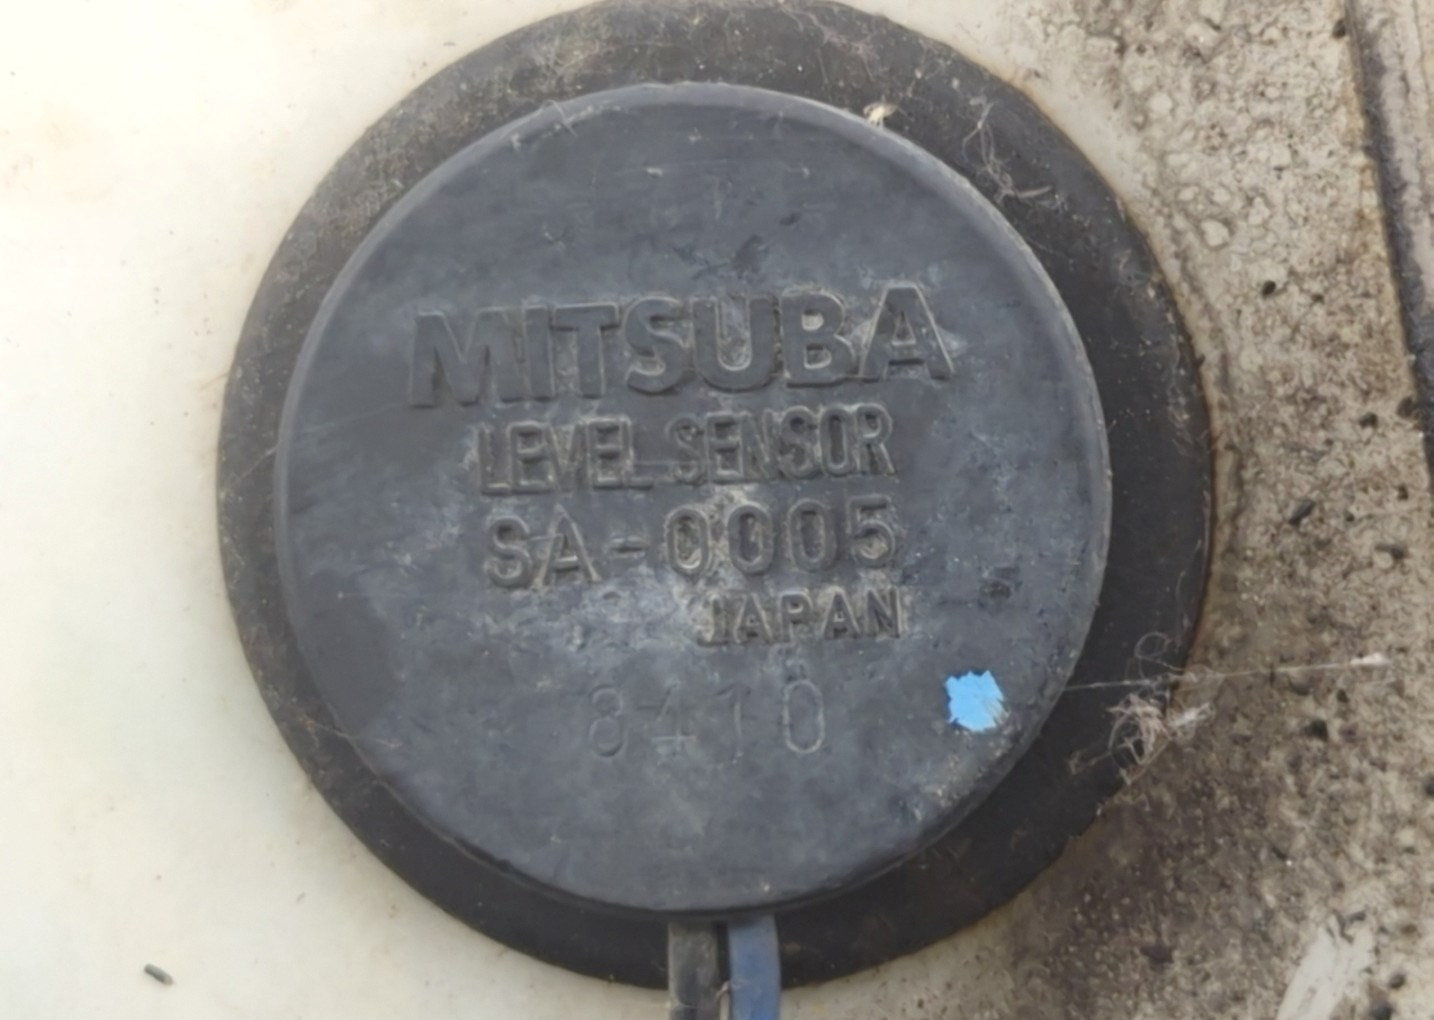 MITSUBA
LEVEL SENSOR
SA-0005
JAPAN
8410